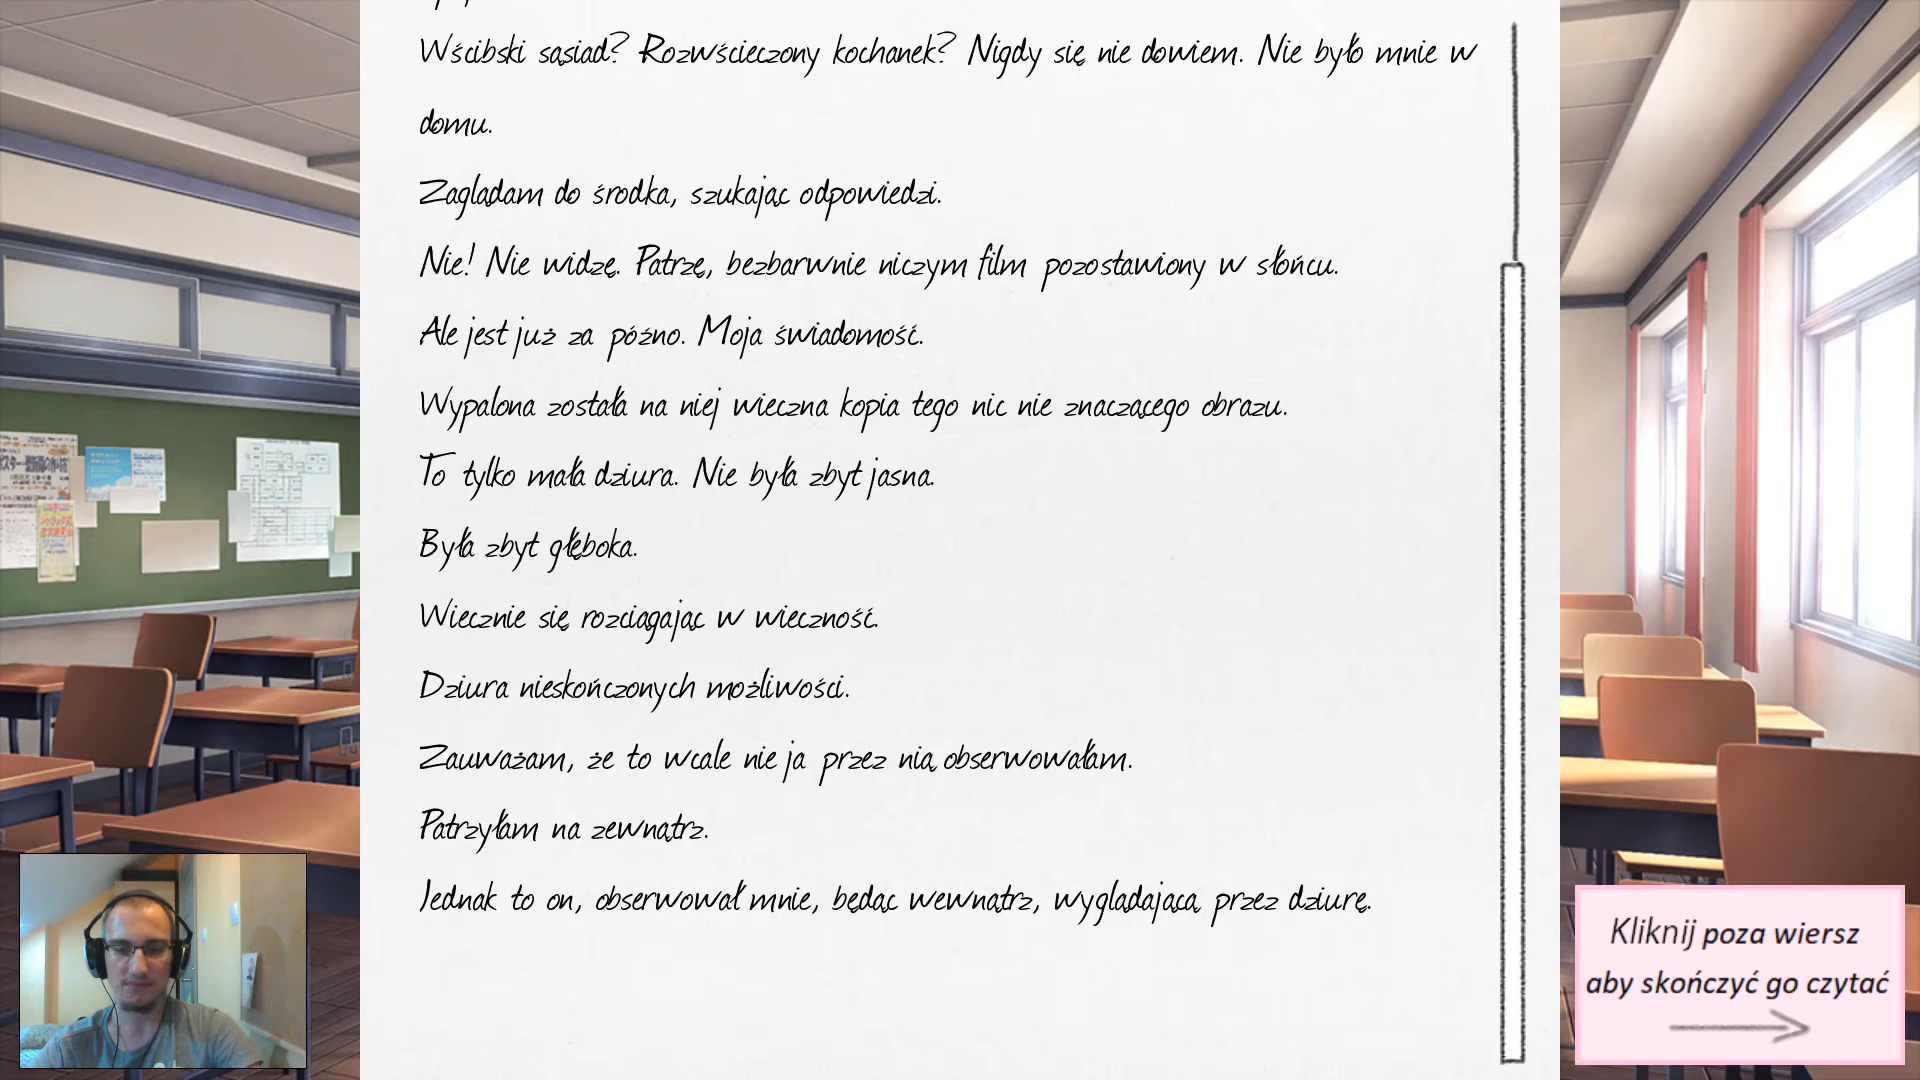 Wścibski sąsiad? Rozwścieczony kochanek? Nigdy się nie dowiem. Nie było mnie w
domu.
Zaglądam do środka, szukając odpowiedzi.
Nie! Nie widzę. Patrzę, bezbarwnie niczym film pozostawiony w słońcu.
Ale jest już za późno. Moja świadomość.
Wypalona została na niej wieczna kopia tego nic nie znaczącego obrazu.
To tylko mała dziura. Nie była zbyt jasna.
Była zbyt głęboka.
Wiecznie się rozciągając w wieczność.
Dziura nieskończonych możliwości.
Zauważam, że to wcale nie ja przez nią obserwowałam.
Patrzyłam na zewnątrz.
Jednak to on, obserwował mnie, będąc wewnątrz, wyglądającą przez dziurę.
Kliknij poza wiersz
aby skończyć go czytać